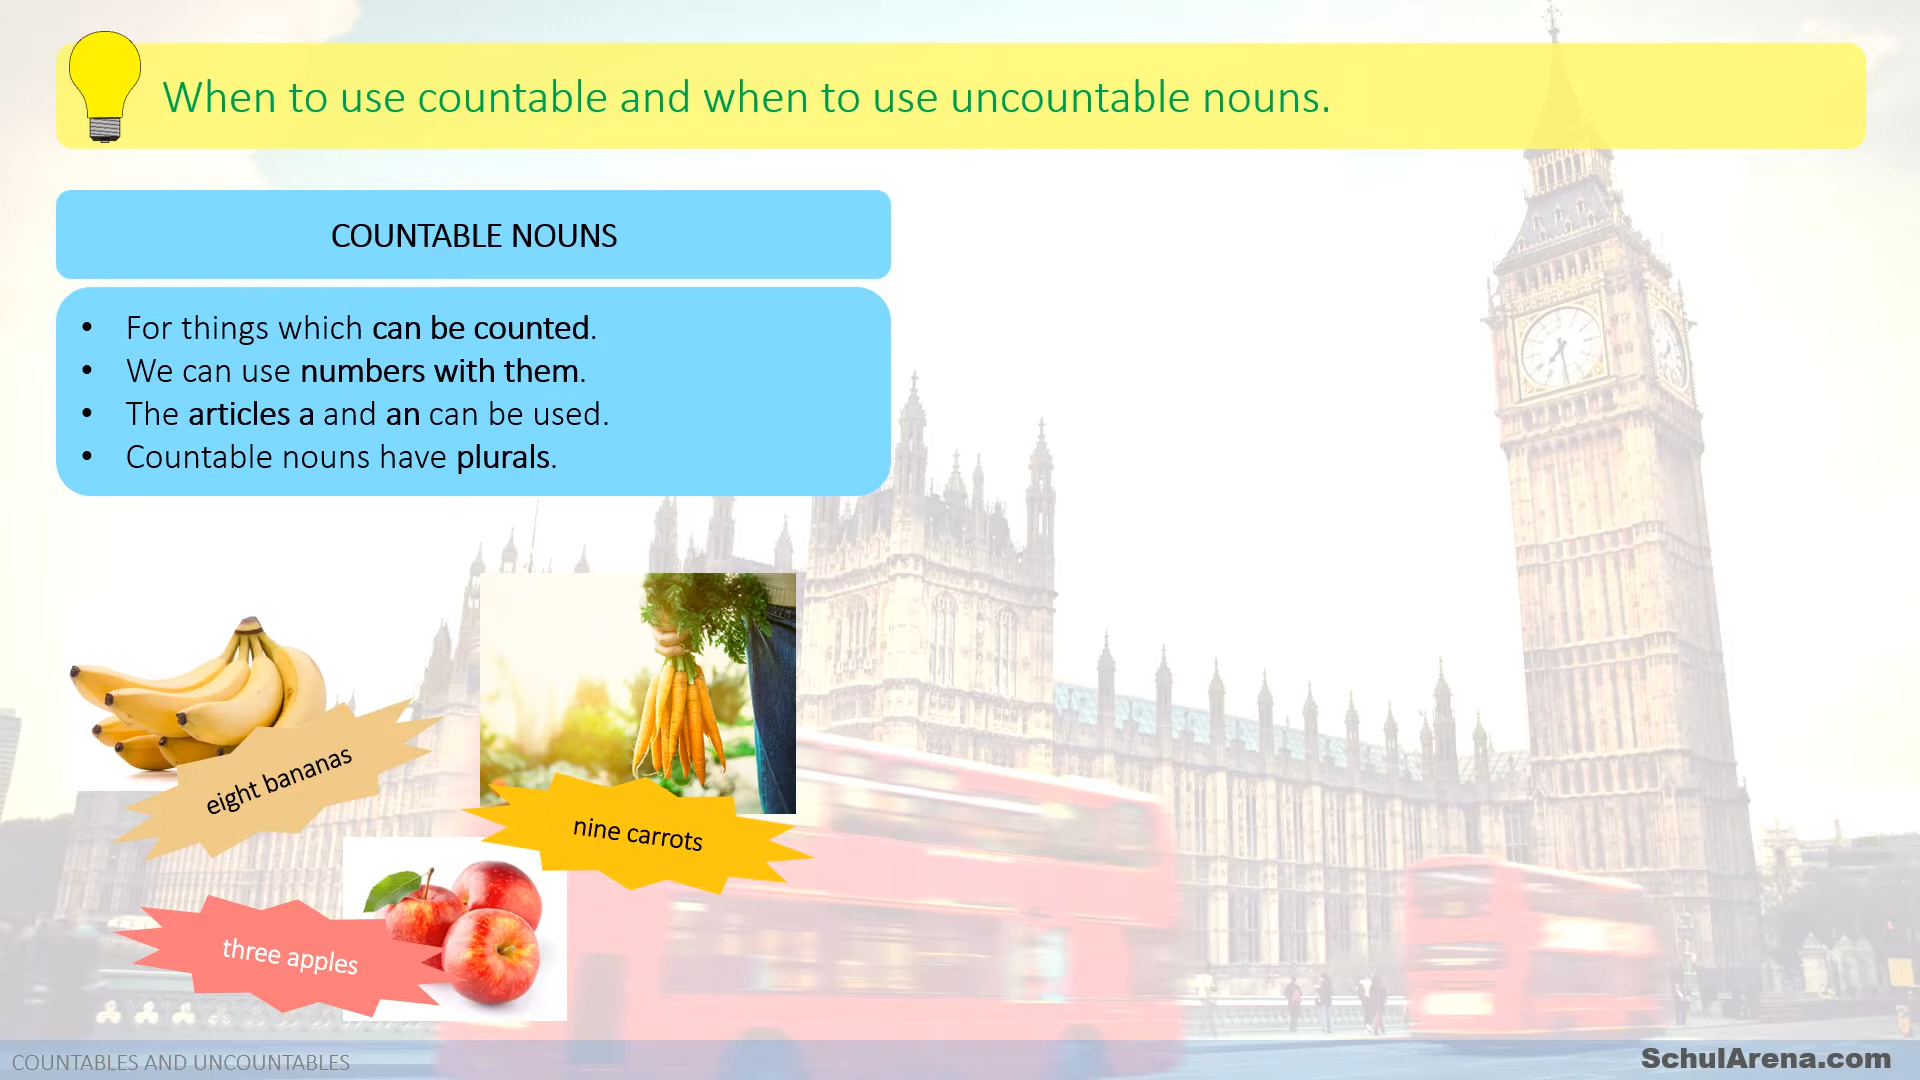 When to use countable and when to use uncountable nouns.
COUNTABLE NOUNS
• For things which can be counted.
• We can use numbers with them.
• The articles a and an can be used.
• Countable nouns have plurals.
eight bananas
nine carrots
three apples
COUNTABLES AND UNCOUNTABLES
SchulArena.com